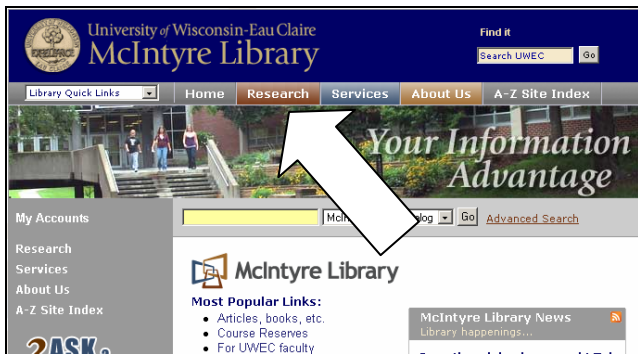 University of Wisconsin-Eau Claire
McIntyre Library
Find it
Search UWEC
Go
Library Quick Links
Home
Research
Services
About Us
A-Z Site Index
Your Information
Advantage
My Accounts
Go
Advanced Search
Research
Services
About Us
A-Z Site Index
McIntyre Library
Most Popular Links:
Articles, books, etc.
Course Reserves
For UWEC faculty
McIntyre Library News
Library happenings...
2ASK